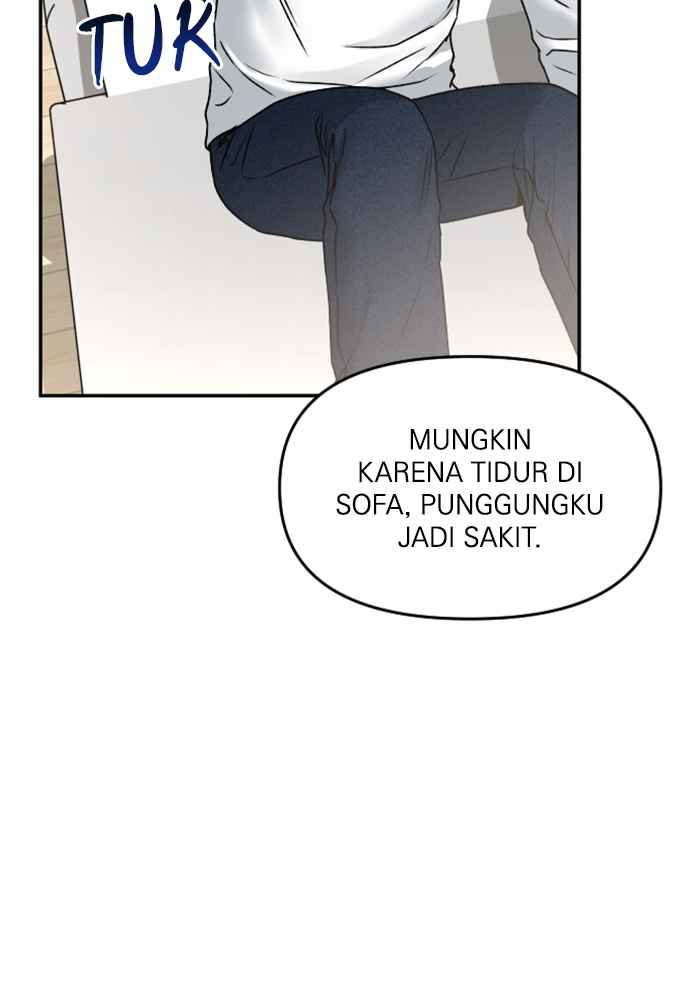 TUK
MUNGKIN
KARENA TIDUR DI
SOFA, PUNGGUNGKU
JADI SAKIT.